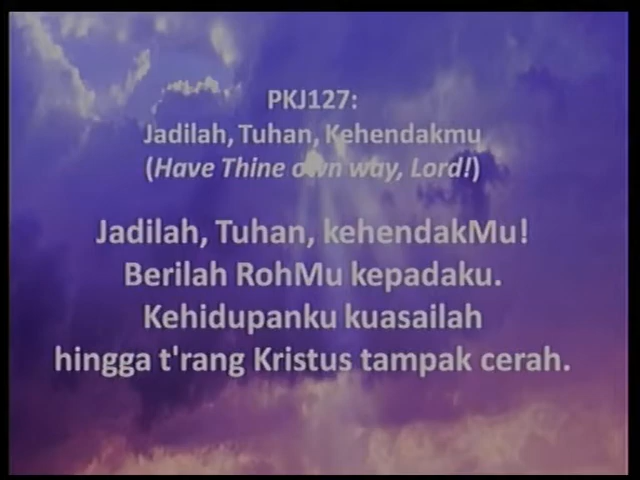 PKJ127:
Jadilah, Tuhan, Kehendakmu
(Have Thine own way, Lord!)
Jadilah, Tuhan, kehendakMu!
Berilah RohMu kepadaku.
Kehidupanku kuasailah
hingga t'rang Kristus tampak cerah.